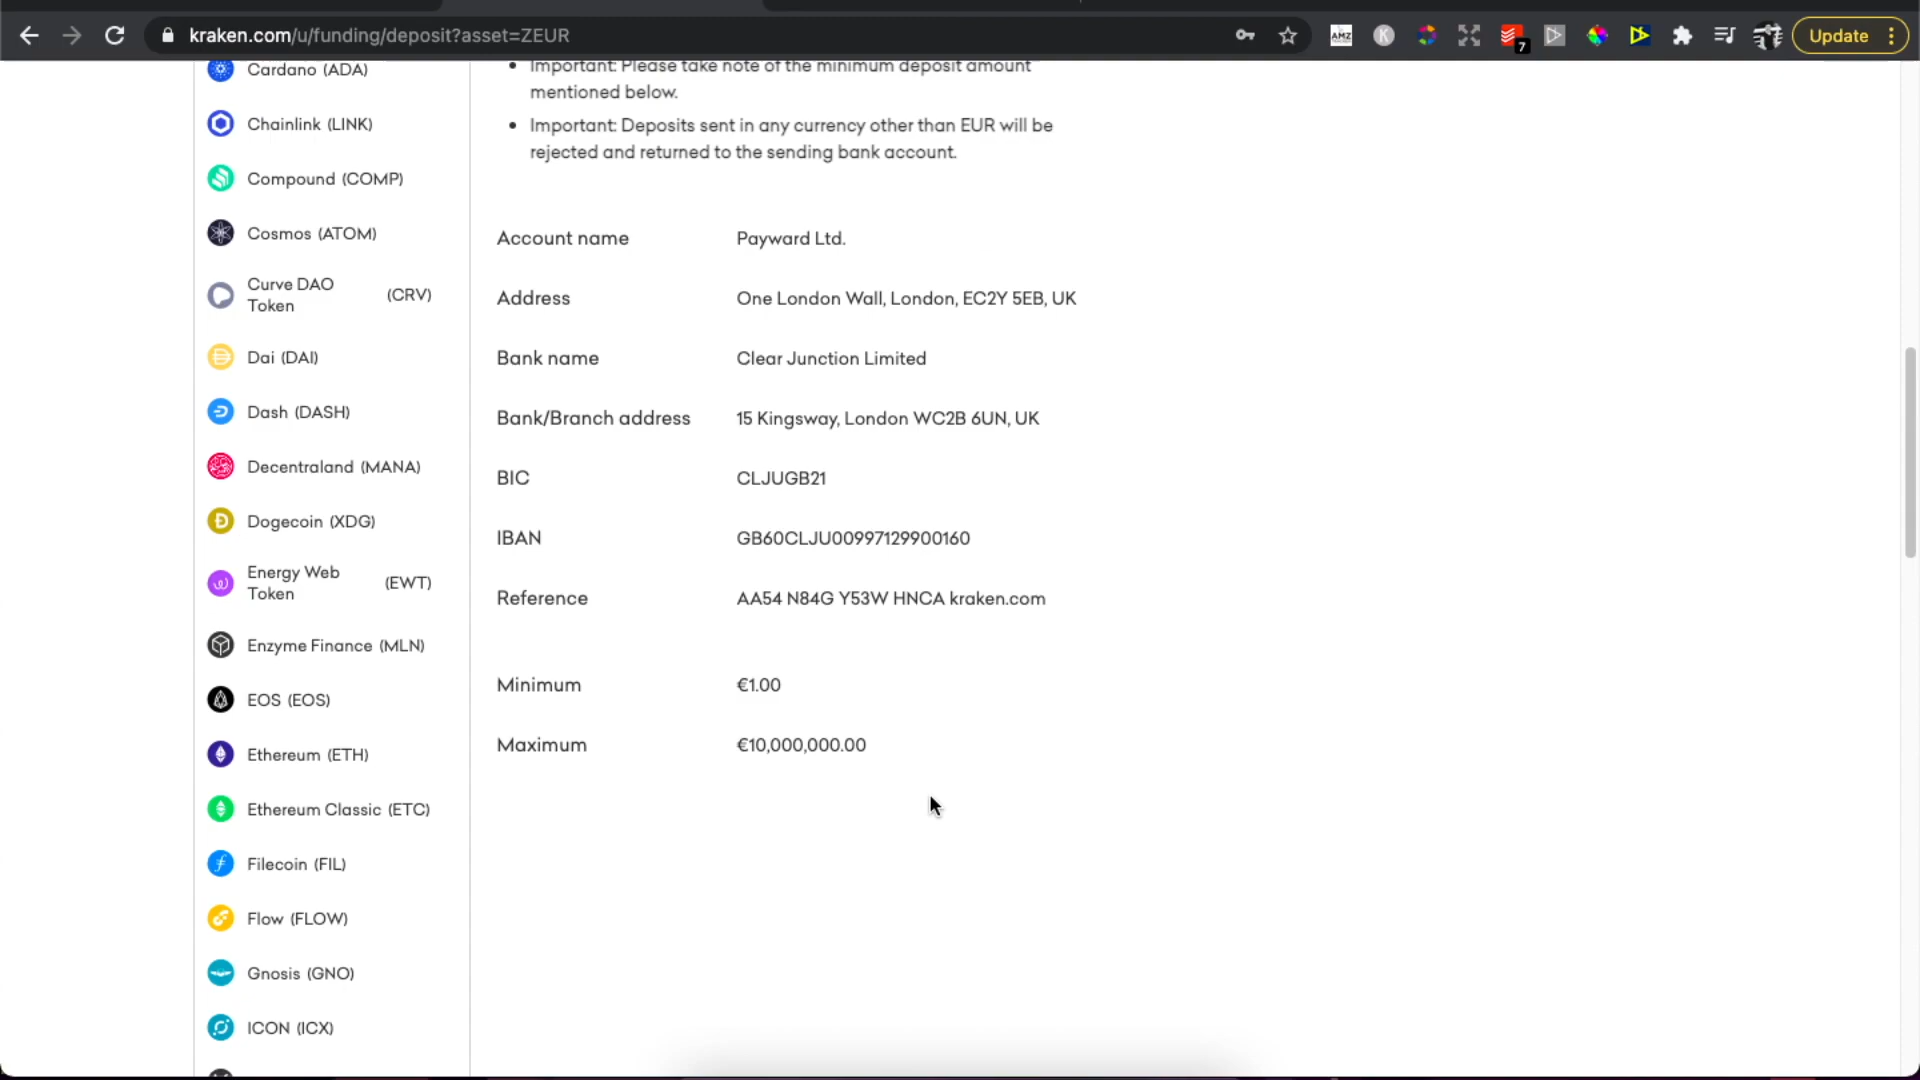 kraken.com/u/funding/deposit?asset=ZEUR
AMZ
K
7
Update
Cardano (ADA)
Chainlink (LINK)
Compound (COMP)
Cosmos (ATOM)
Curve DAO
Token
(CRV)
Dai (DAI)
Dash (DASH)
Decentraland (MANA)
Dogecoin (XDG)
Energy Web
Token
(EWT)
Enzyme Finance (MLN)
EOS (EOS)
Ethereum (ETH)
Ethereum Classic (ETC)
Filecoin (FIL)
Flow (FLOW)
Gnosis (GNO)
ICON (ICX)
Important: Please take note of the minimum deposit amount
mentioned below.
Important: Deposits sent in any currency other than EUR will be
rejected and returned to the sending bank account.
Account name Payward Ltd.
Address One London Wall, London, EC2Y 5EB, UK
Bank name Clear Junction Limited
Bank/Branch address 15 Kingsway, London WC2B 6UN, UK
BIC CLJUGB21
IBAN GB60CLJU00997129900160
Reference AA54 N84G Y53W HNCA kraken.com
Minimum €1.00
Maximum €10,000,000.00